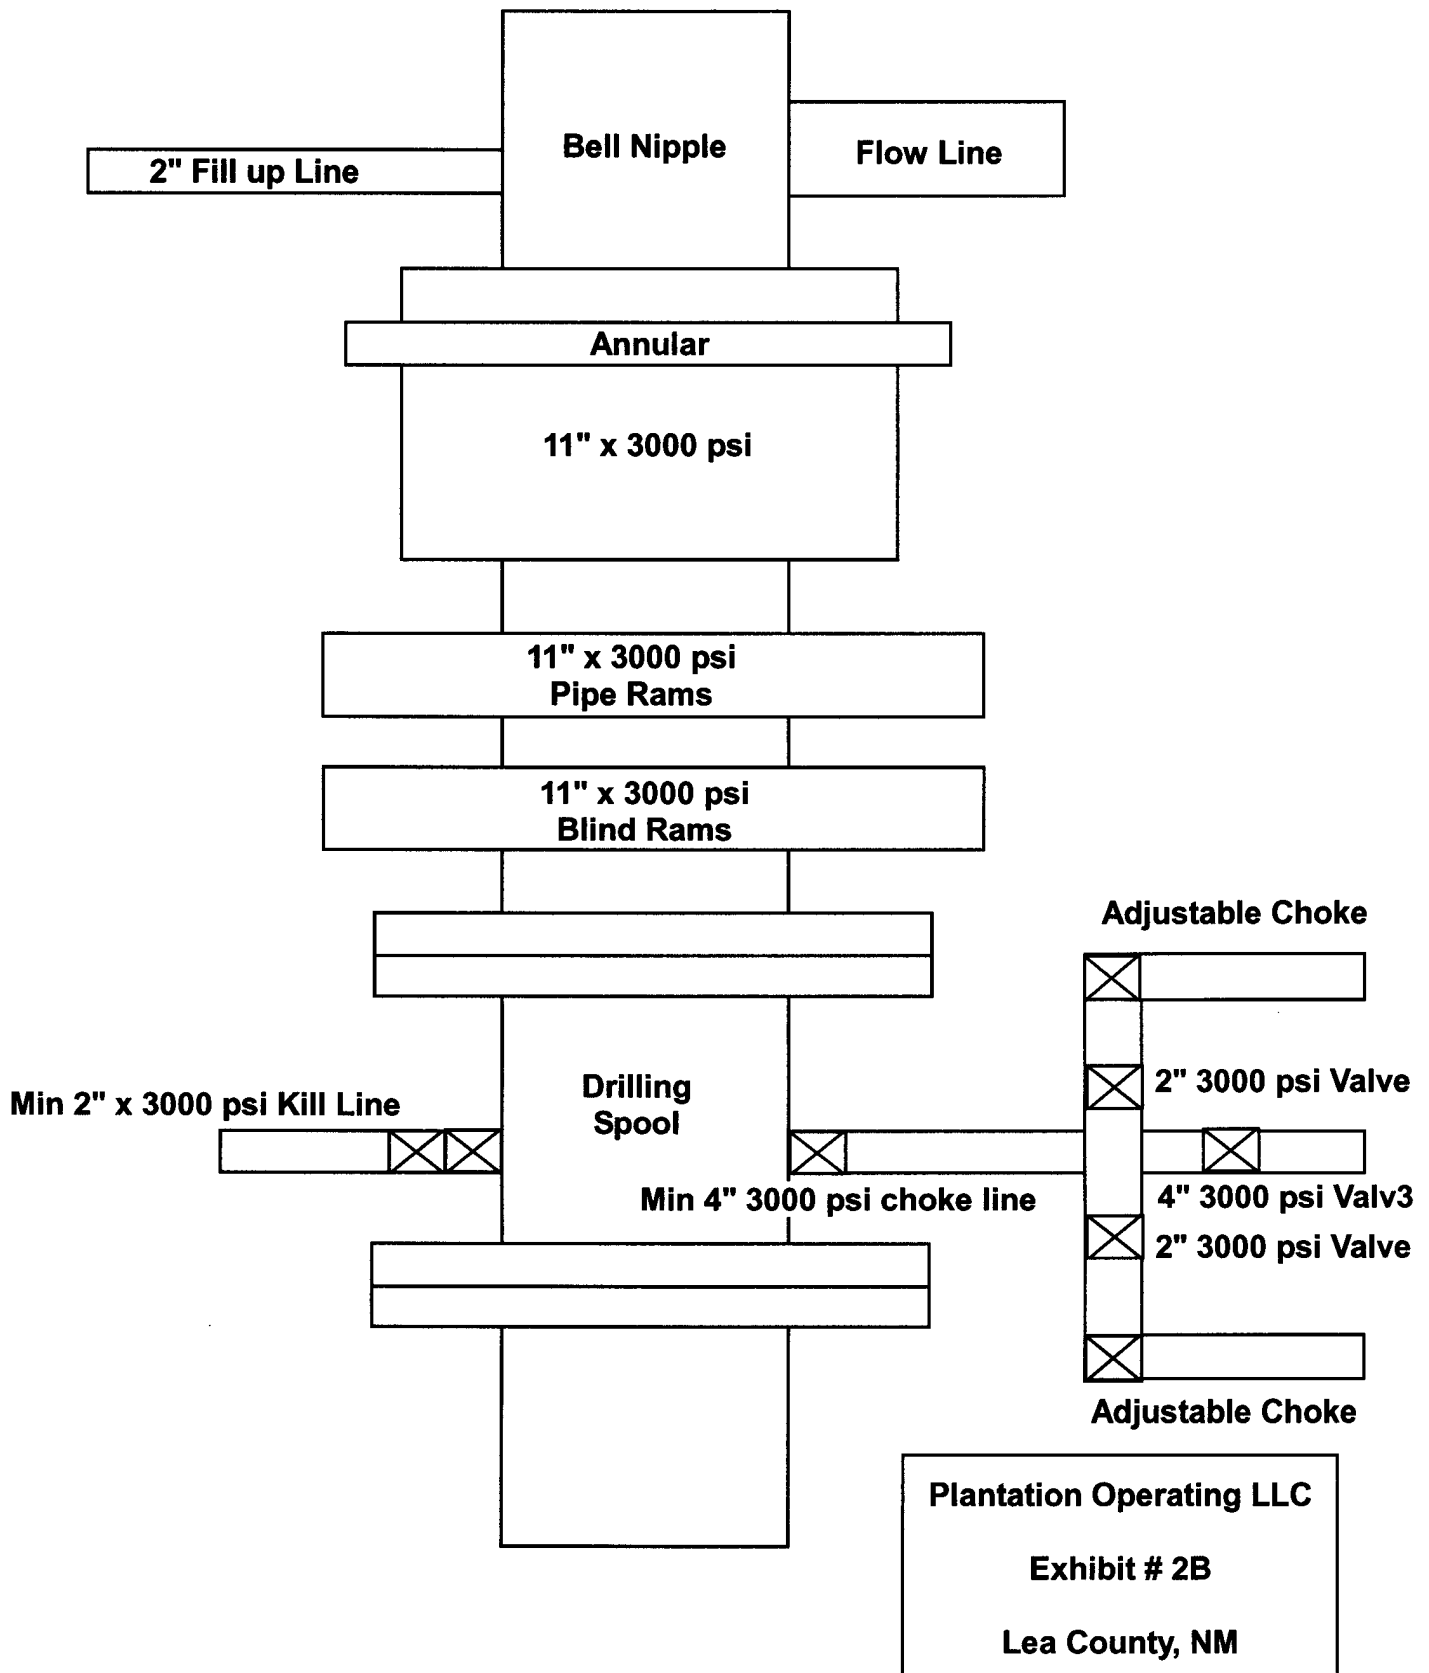 Bell Nipple
Flow Line
2" Fill up Line
Annular
11" x 3000 psi
11" x 3000 psi
Pipe Rams
11" x 3000 psi
Blind Rams
Adjustable Choke
2" 3000 psi Valve
Drilling
Spool
Min 2" x 3000 psi Kill Line
Min 4" 3000 psi choke line
4" 3000 psi Valv3
2" 3000 psi Valve
Adjustable Choke
Plantation Operating LLC
Exhibit # 2B
Lea County, NM